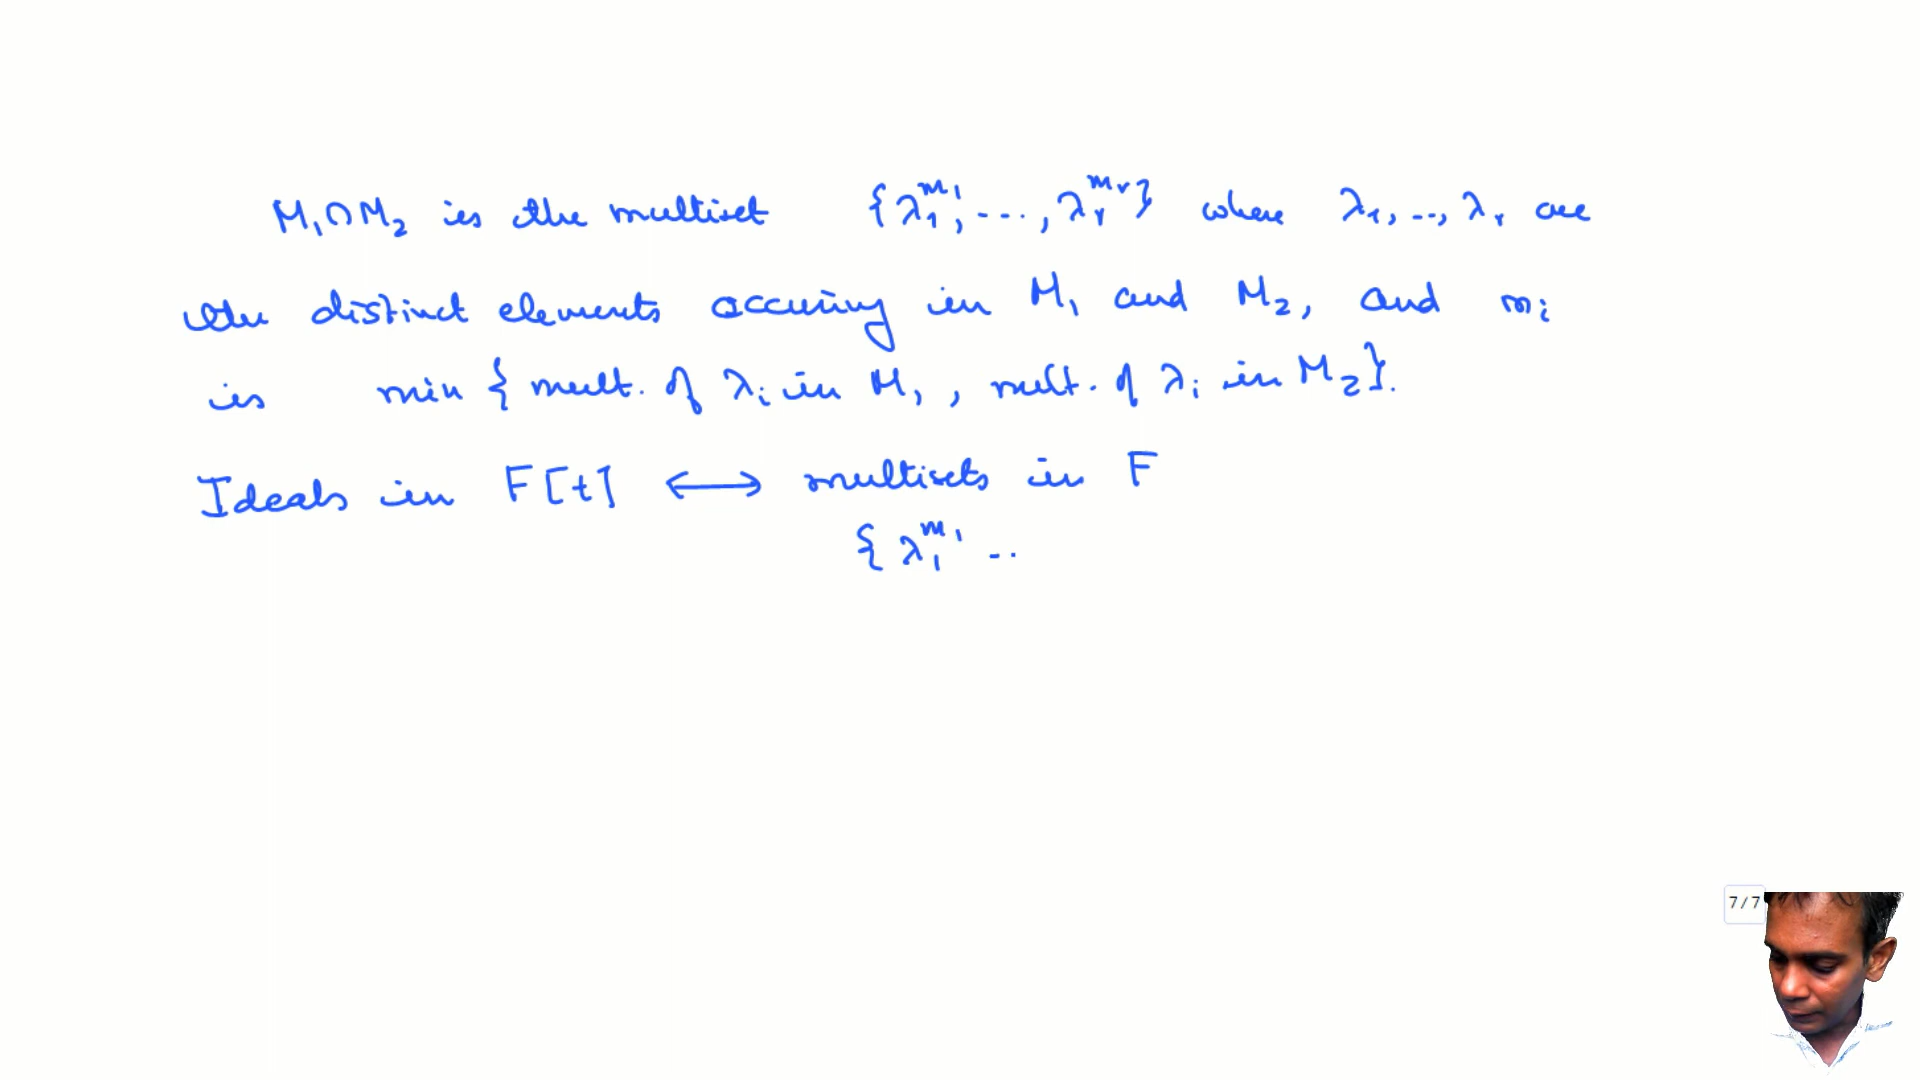 M₁∩M₂ is the multiset {λ₁^m₁, ..., λᵣ^mᵣ} where λ₁, .., λᵣ are
the distinct elements occuring in M₁ and M₂, and mᵢ
is min { mult. of λᵢ in M₁, mult. of λᵢ in M₂}.
Ideals in F[t] ⟷ multisets in F
{ λ₁^m₁ ..
7/7